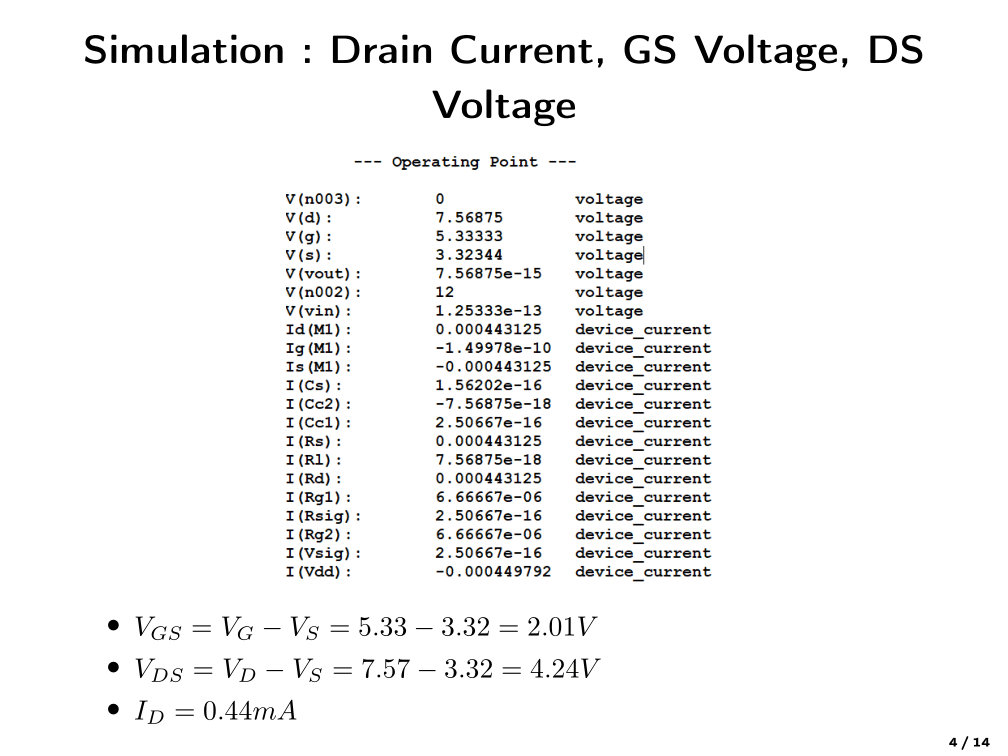 Simulation : Drain Current, GS Voltage, DS
Voltage
--- Operating Point ---
V(n003): 0 voltage
V(d): 7.56875 voltage
V(g): 5.33333 voltage
V(s): 3.32344 voltage
V(vout): 7.56875e-15 voltage
V(n002): 12 voltage
V(vin): 1.25333e-13 voltage
Id(M1): 0.000443125 device_current
Ig(M1): -1.49978e-10 device_current
Is(M1): -0.000443125 device_current
I(Cs): 1.56202e-16 device_current
I(Cc2): -7.56875e-18 device_current
I(Cc1): 2.50667e-16 device_current
I(Rs): 0.000443125 device_current
I(Rl): 7.56875e-18 device_current
I(Rd): 0.000443125 device_current
I(Rg1): 6.66667e-06 device_current
I(Rsig): 2.50667e-16 device_current
I(Rg2): 6.66667e-06 device_current
I(Vsig): 2.50667e-16 device_current
I(Vdd): -0.000449792 device_current
• V_{GS} = V_G − V_S = 5.33 − 3.32 = 2.01V
• V_{DS} = V_D − V_S = 7.57 − 3.32 = 4.24V
• I_D = 0.44mA
4 / 14